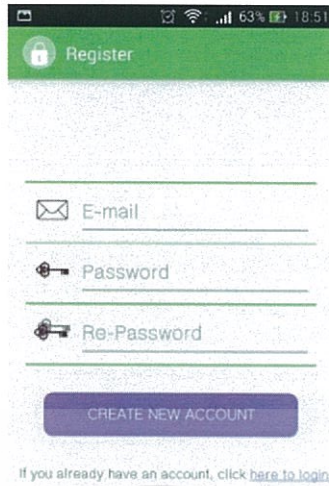 63% 18:51
Register
E-mail
Password
Re-Password
CREATE NEW ACCOUNT
If you already have an account, click here to login